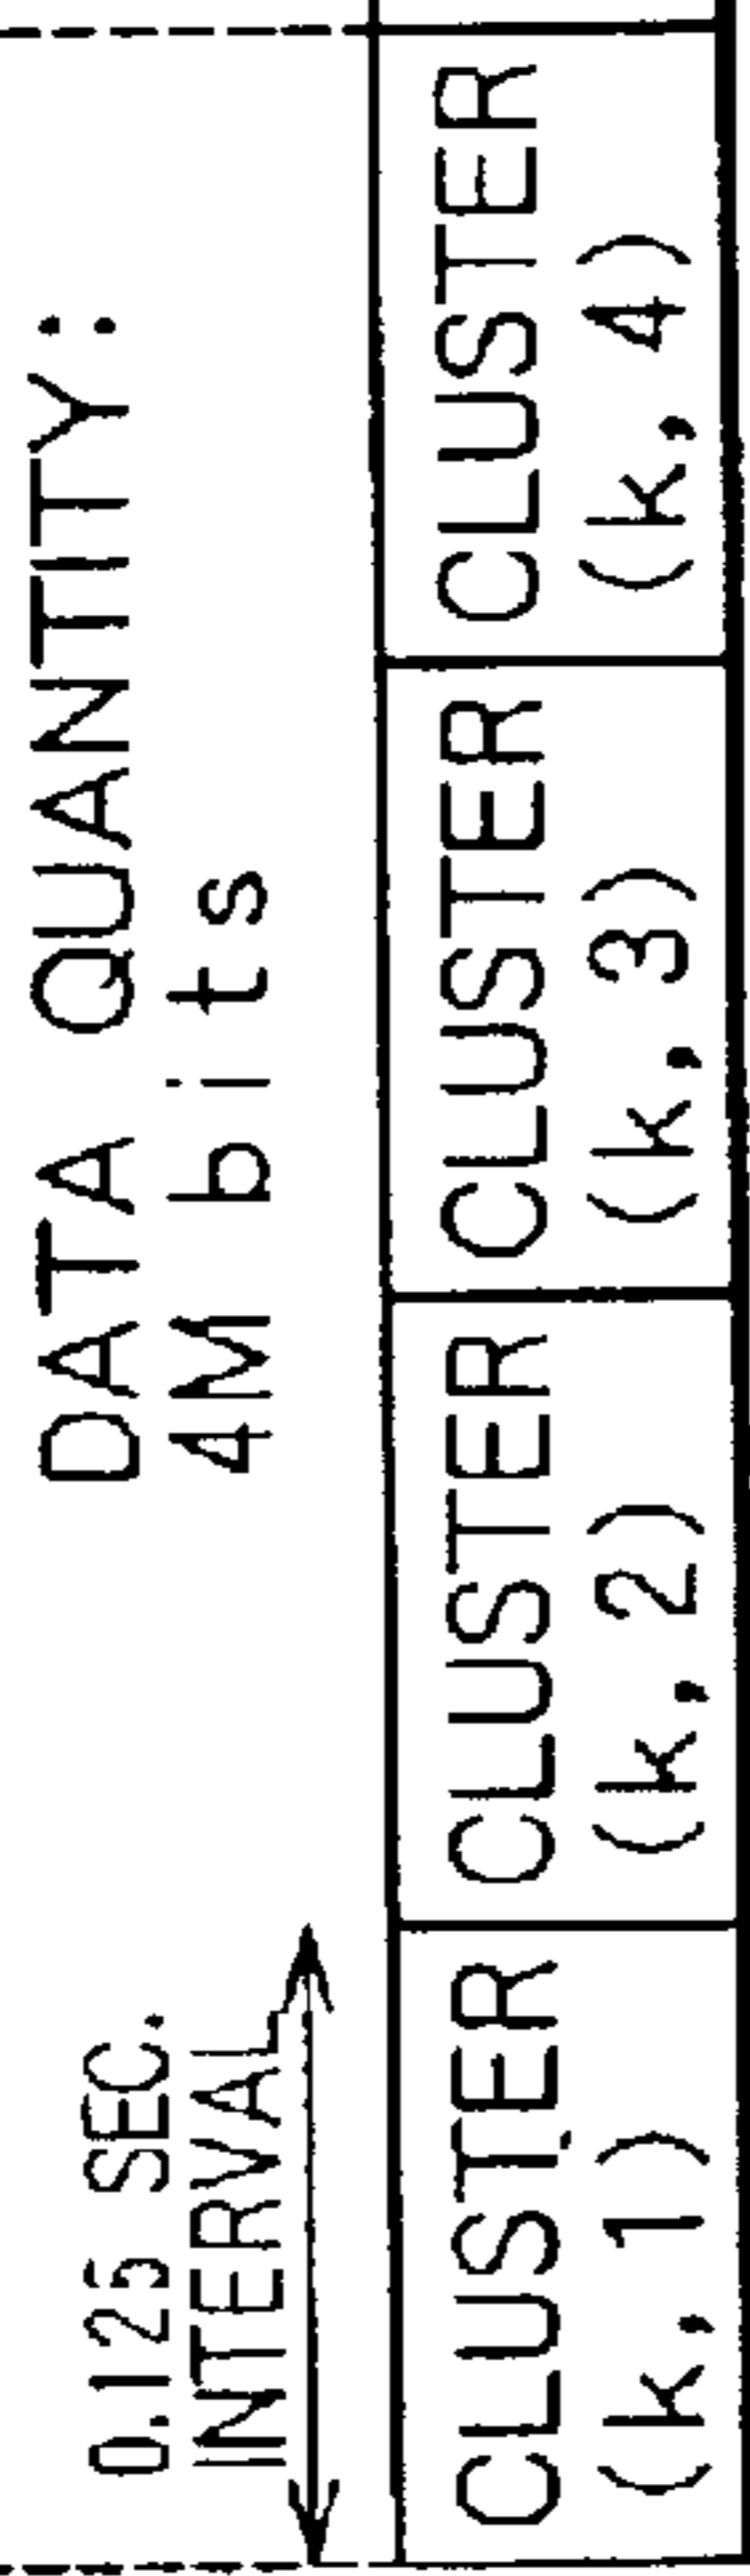 DATA QUANTITY:
4M bits
0.125 SEC.
INTERVAL
CLUSTER
(k, 1)
CLUSTER
(k, 2)
CLUSTER
(k, 3)
CLUSTER
(k, 4)